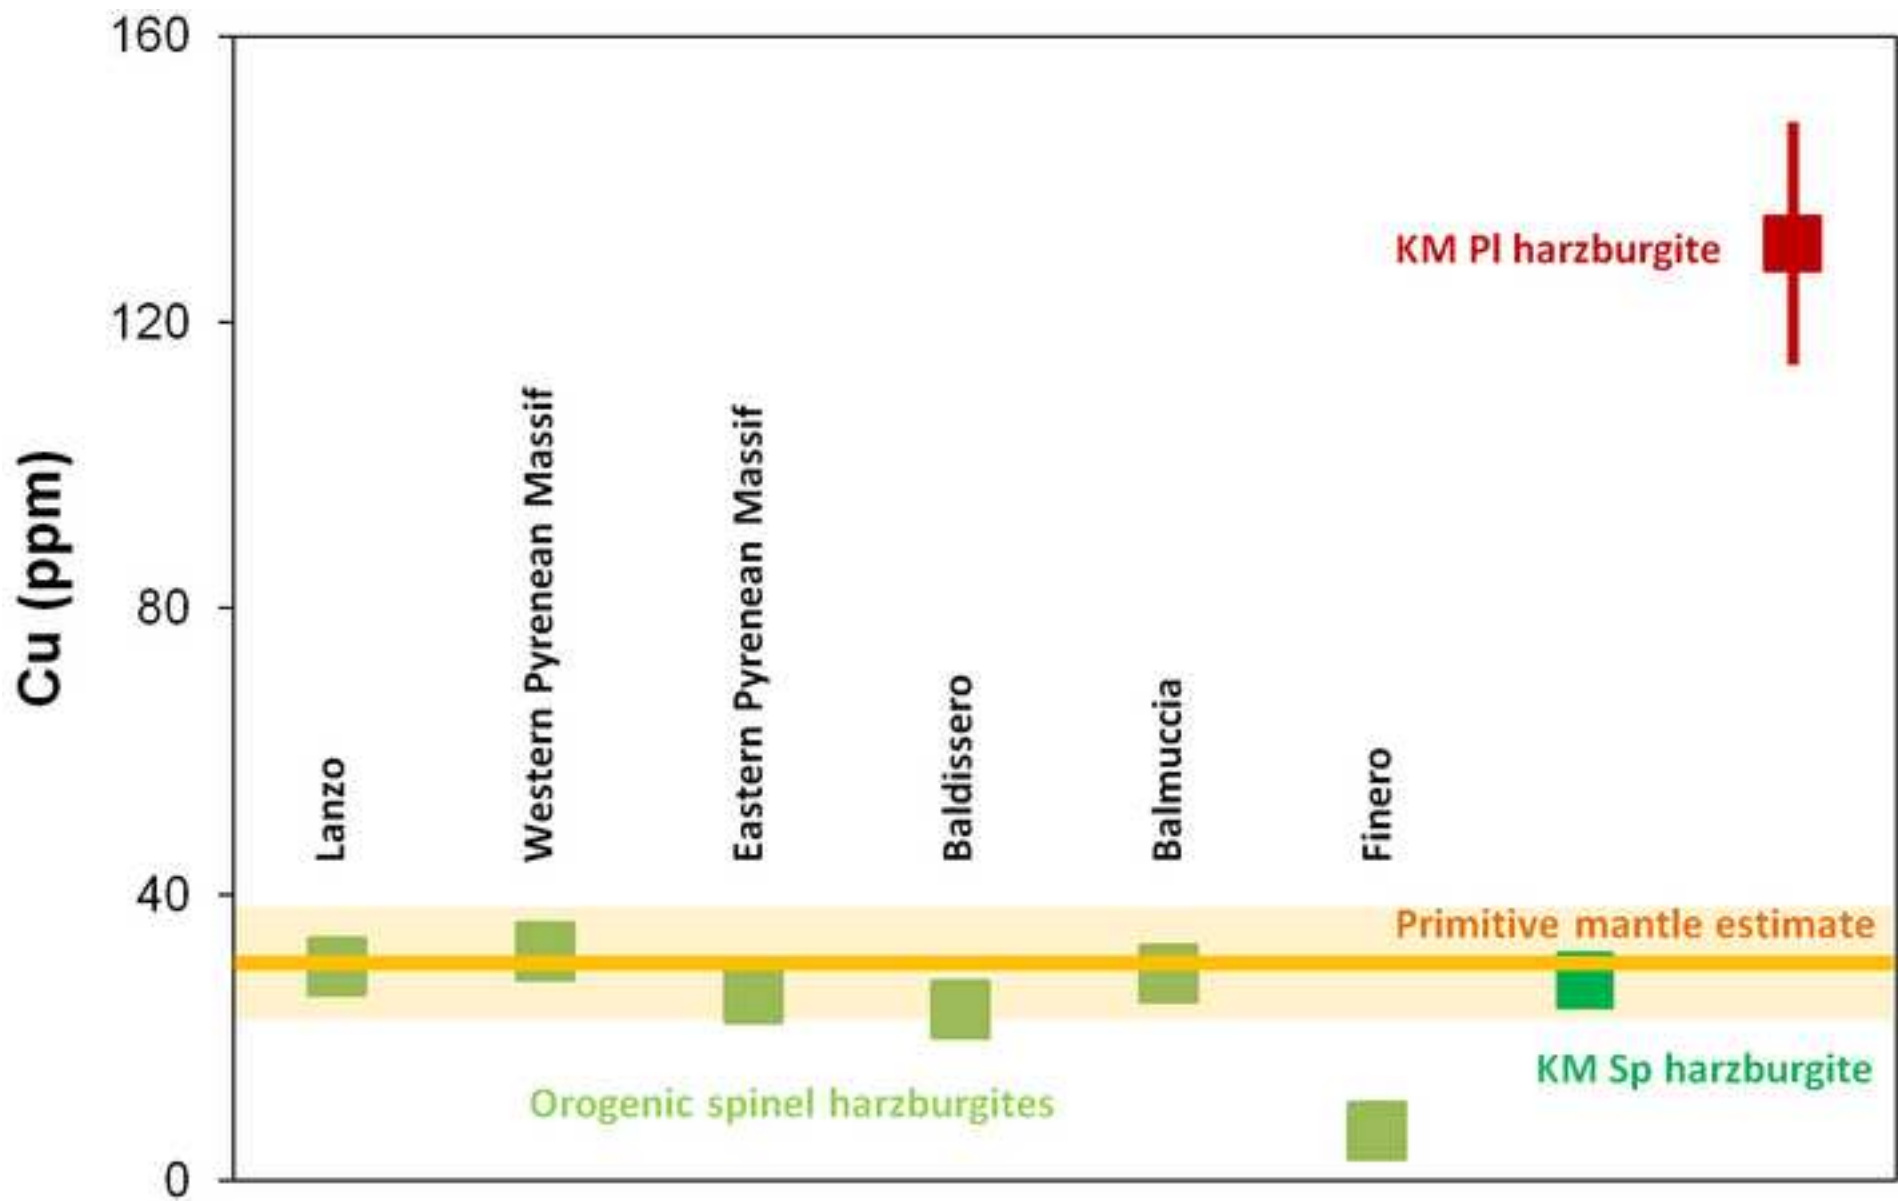 160
120
80
40
0
Cu (ppm)
KM Pl harzburgite
Lanzo
Western Pyrenean Massif
Eastern Pyrenean Massif
Baldissero
Balmuccia
Finero
Primitive mantle estimate
KM Sp harzburgite
Orogenic spinel harzburgites